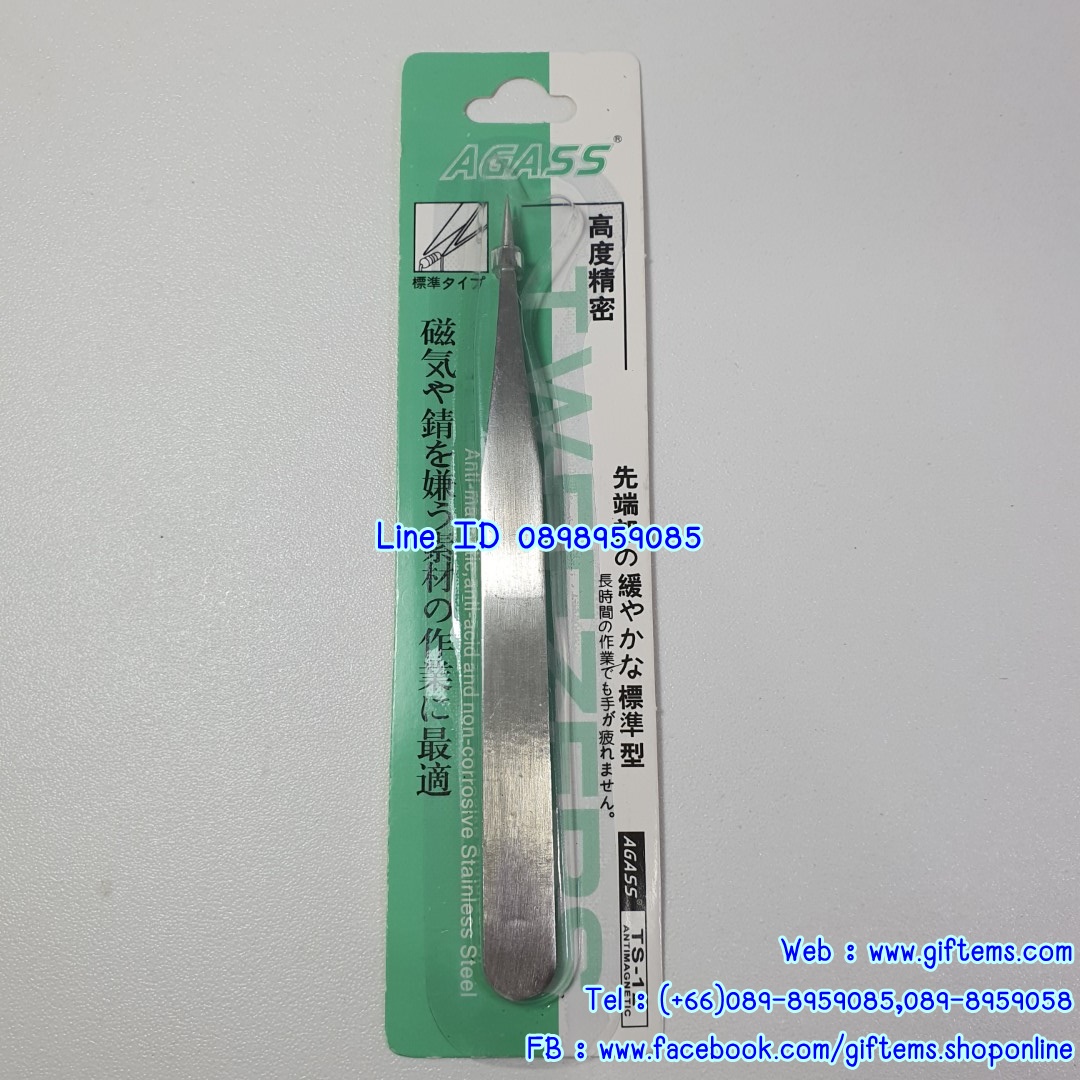 AGASS®
標準タイプ
高度精密
TWEEZERS
磁気や錆を嫌う素材の作業に最適
Anti-acid and non-corrosive Stainless Steel
先端部の緩やかな標準型
長時間の作業でも手が疲れません。
Line ID 0898959085
AGASS®
TS-1
ANTIMAGNETIC
Web : www.giftems.com
Tel : (+66)089-8959085,089-8959058
FB : www.facebook.com/giftems.shoponline